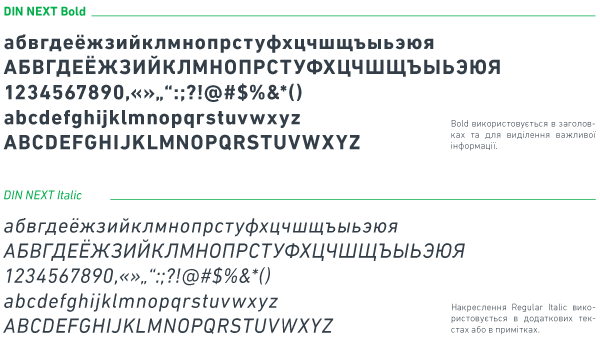 DIN NEXT Bold
абвгдеёжзийклмнопрстуфхцчшщъыьэюя
АБВГДЕЁЖЗИЙКЛМНОПРСТУФХЦЧШЩЪЫЬЭЮЯ
1234567890,«»„“:;?!@#$%&*()
abcdefghijklmnopqrstuvwxyz
ABCDEFGHIJKLMNOPQRSTUVWXYZ
Bold використовується в заголов-
ках та для виділення важливої
інформації.
DIN NEXT Italic
абвгдеёжзийклмнопрстуфхцчшщъыьэюя
АБВГДЕЁЖЗИЙКЛМНОПРСТУФХЦЧШЩЪЫЬЭЮЯ
1234567890,«»„“:;?!@#$%&*()
abcdefghijklmnopqrstuvwxyz
ABCDEFGHIJKLMNOPQRSTUVWXYZ
Накреслення Regular Italic вико-
ристовується в додаткових тек-
стах або в примітках.